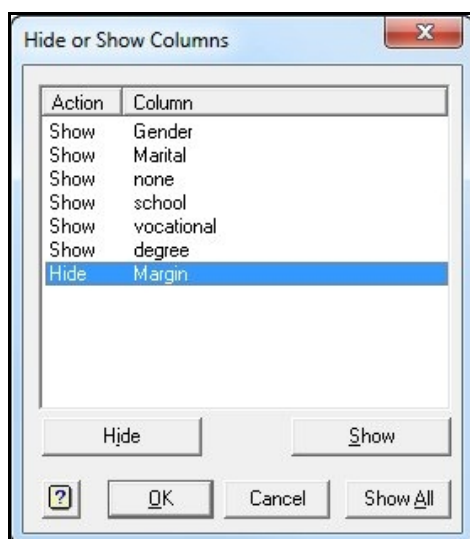 Hide or Show Columns
Action Column
Show Gender
Show Marital
Show none
Show school
Show vocational
Show degree
Hide Margin
Hide Show
? OK Cancel Show All